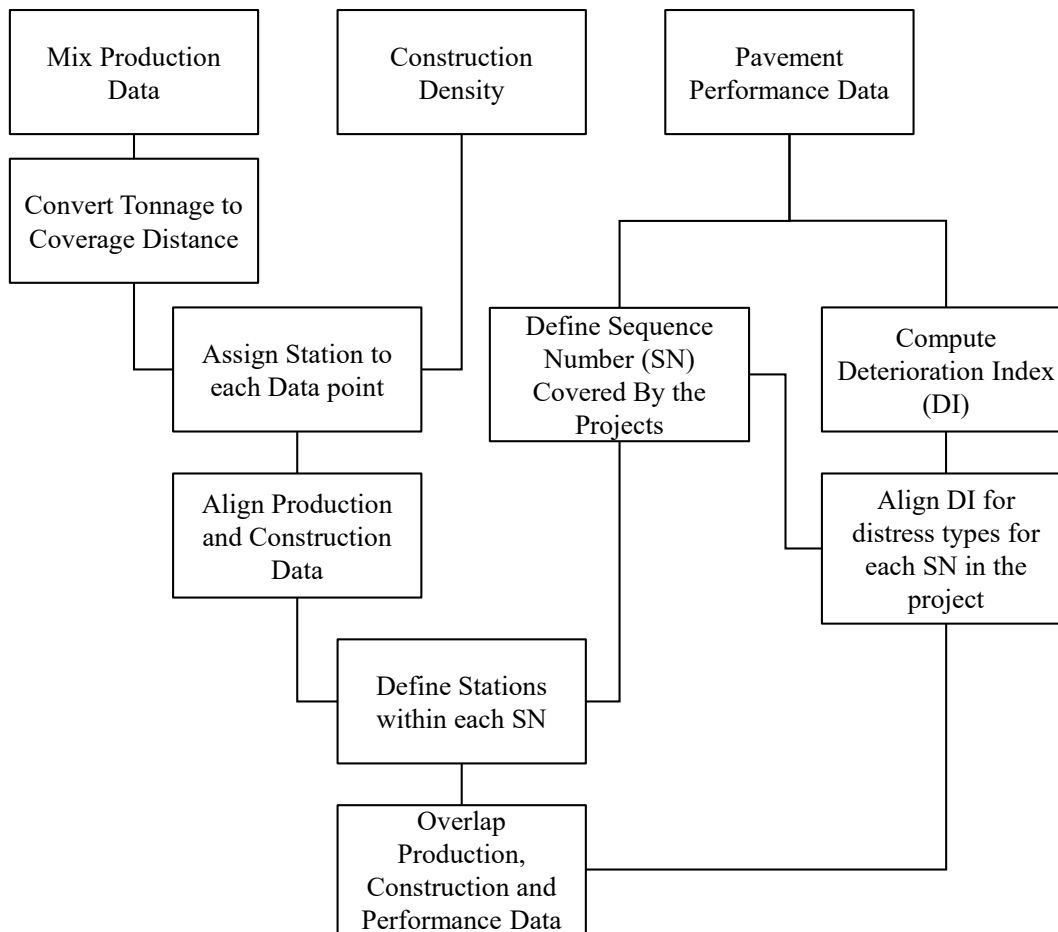 Mix Production
Data
Construction
Density
Pavement
Performance Data
Convert Tonnage to
Coverage Distance
Assign Station to
each Data point
Define Sequence
Number (SN)
Covered By the
Projects
Compute
Deterioration Index
(DI)
Align Production
and Construction
Data
Align DI for
distress types for
each SN in the
project
Define Stations
within each SN
Overlap
Production,
Construction and
Performance Data